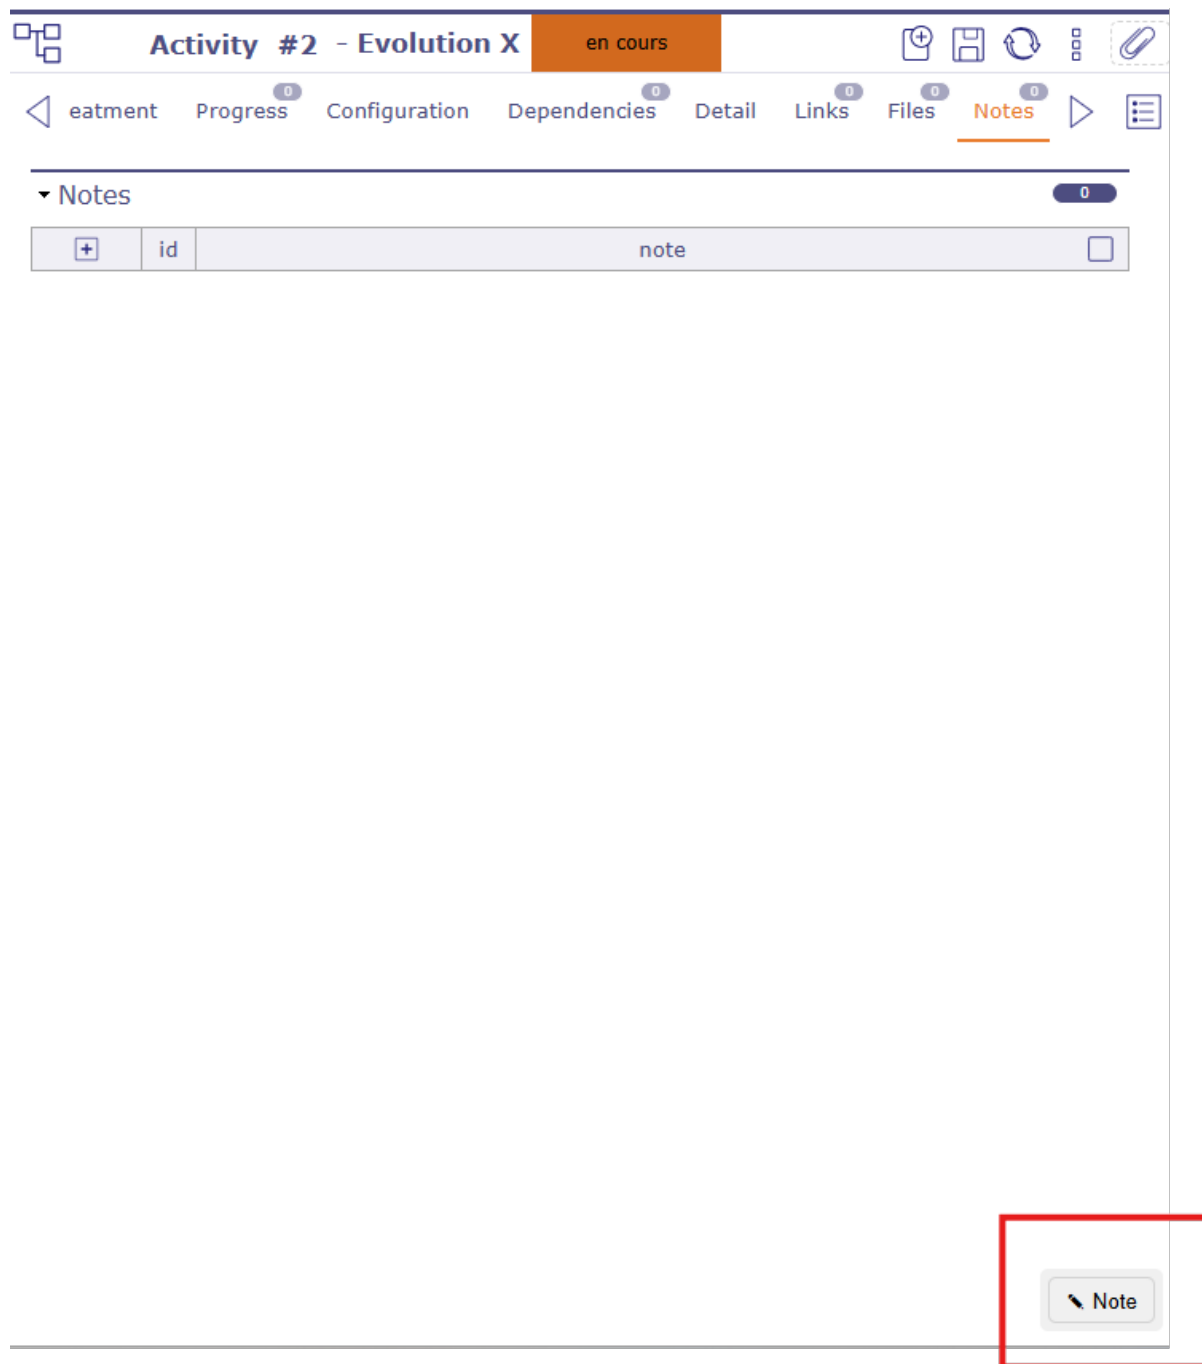 Activity #2 - Evolution X en cours
eatment Progress 0 Configuration Dependencies 0 Detail Links 0 Files 0 Notes 0
Notes 0
id note
Note